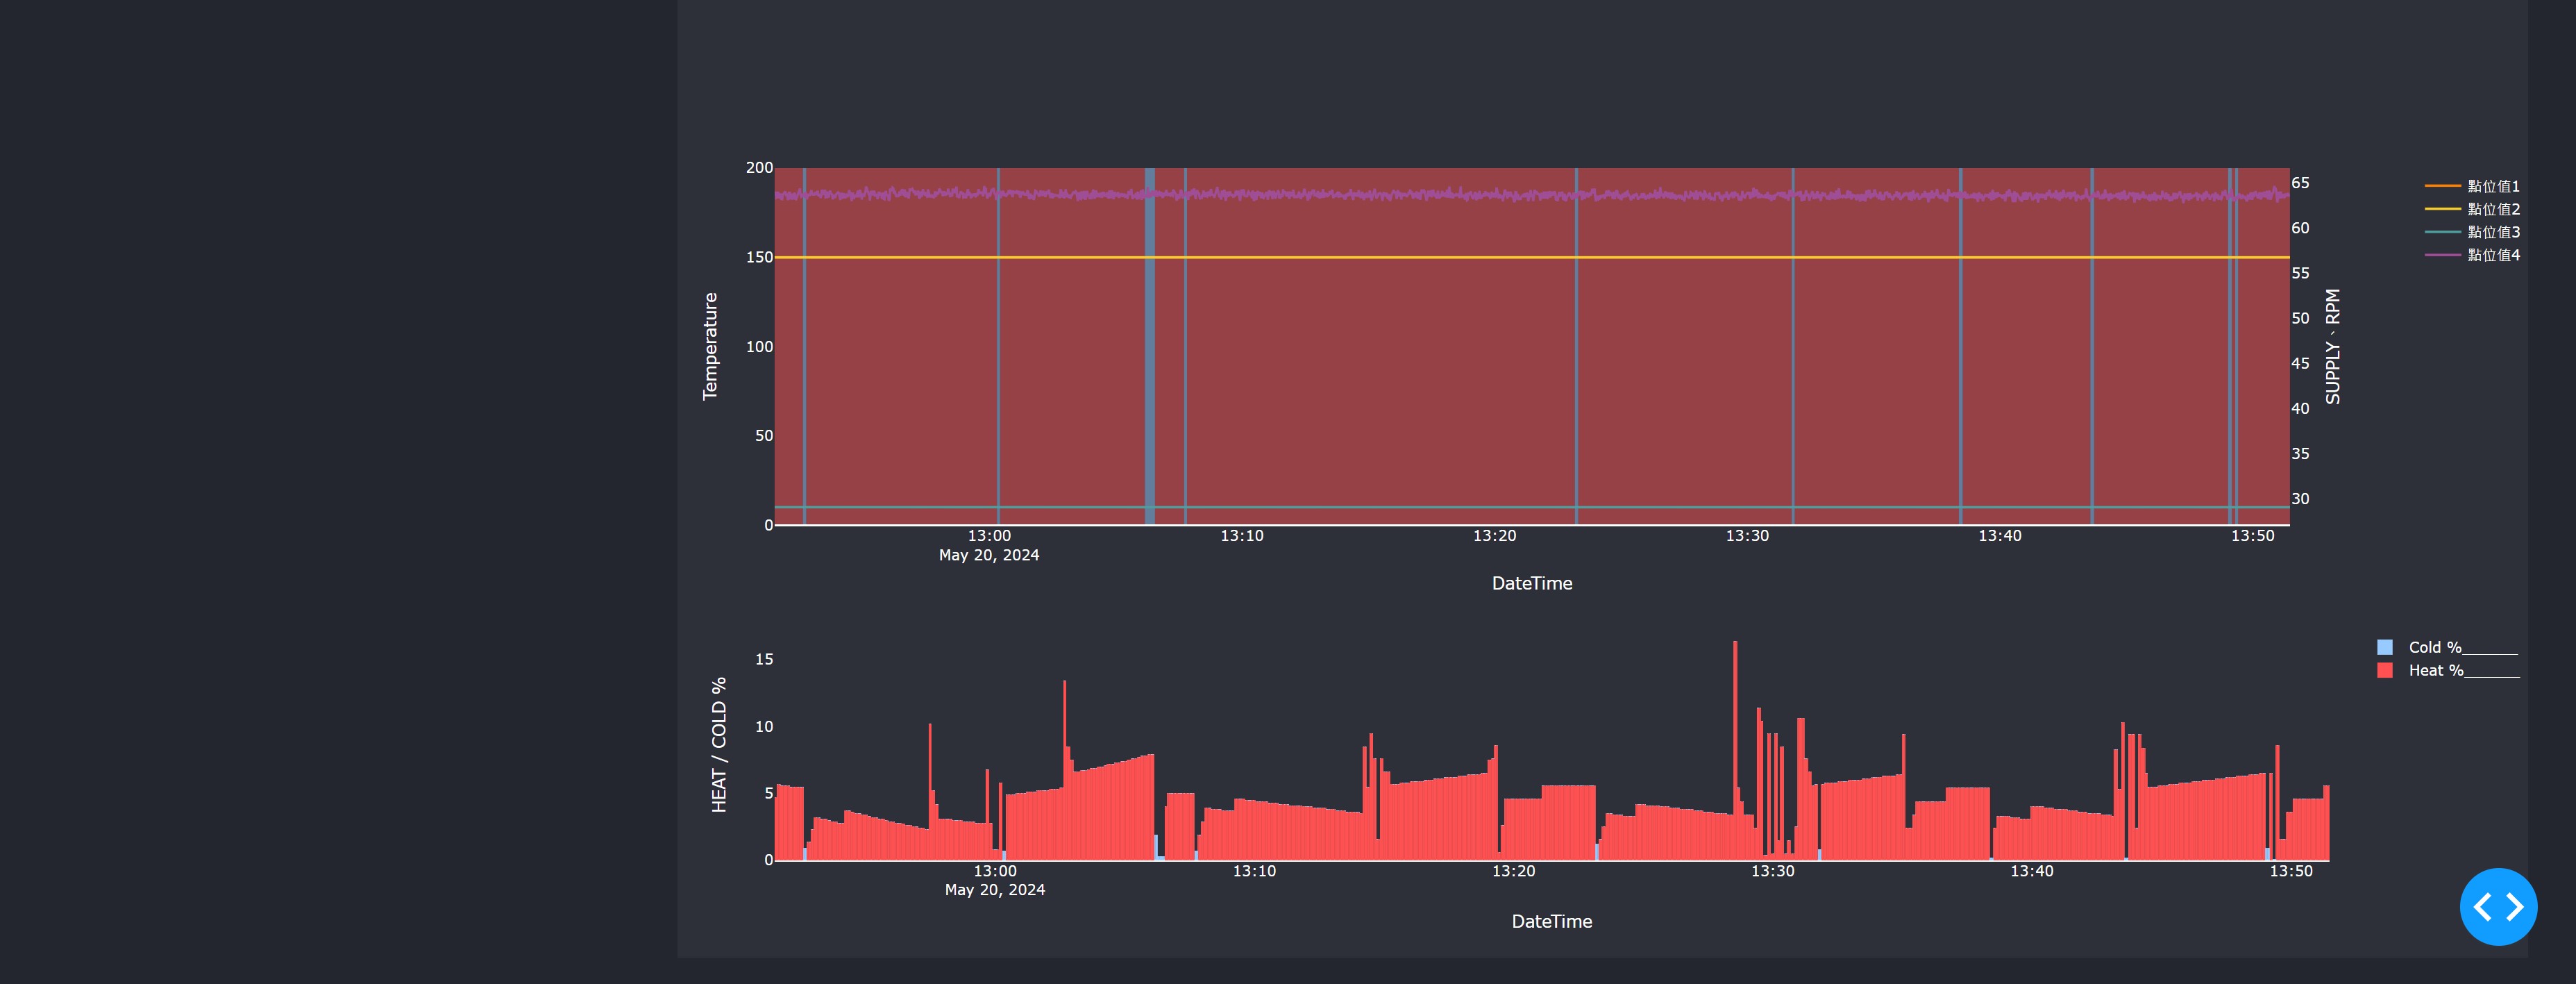 200
150
100
50
0
Temperature
65
60
55
50
45
40
35
30
SUPPLY、RPM
點位值1
點位值2
點位值3
點位值4
13:00
13:10
13:20
13:30
13:40
13:50
May 20, 2024
DateTime
15
10
5
0
HEAT / COLD %
Cold %_______
Heat %_______
13:00
13:10
13:20
13:30
13:40
13:50
May 20, 2024
DateTime